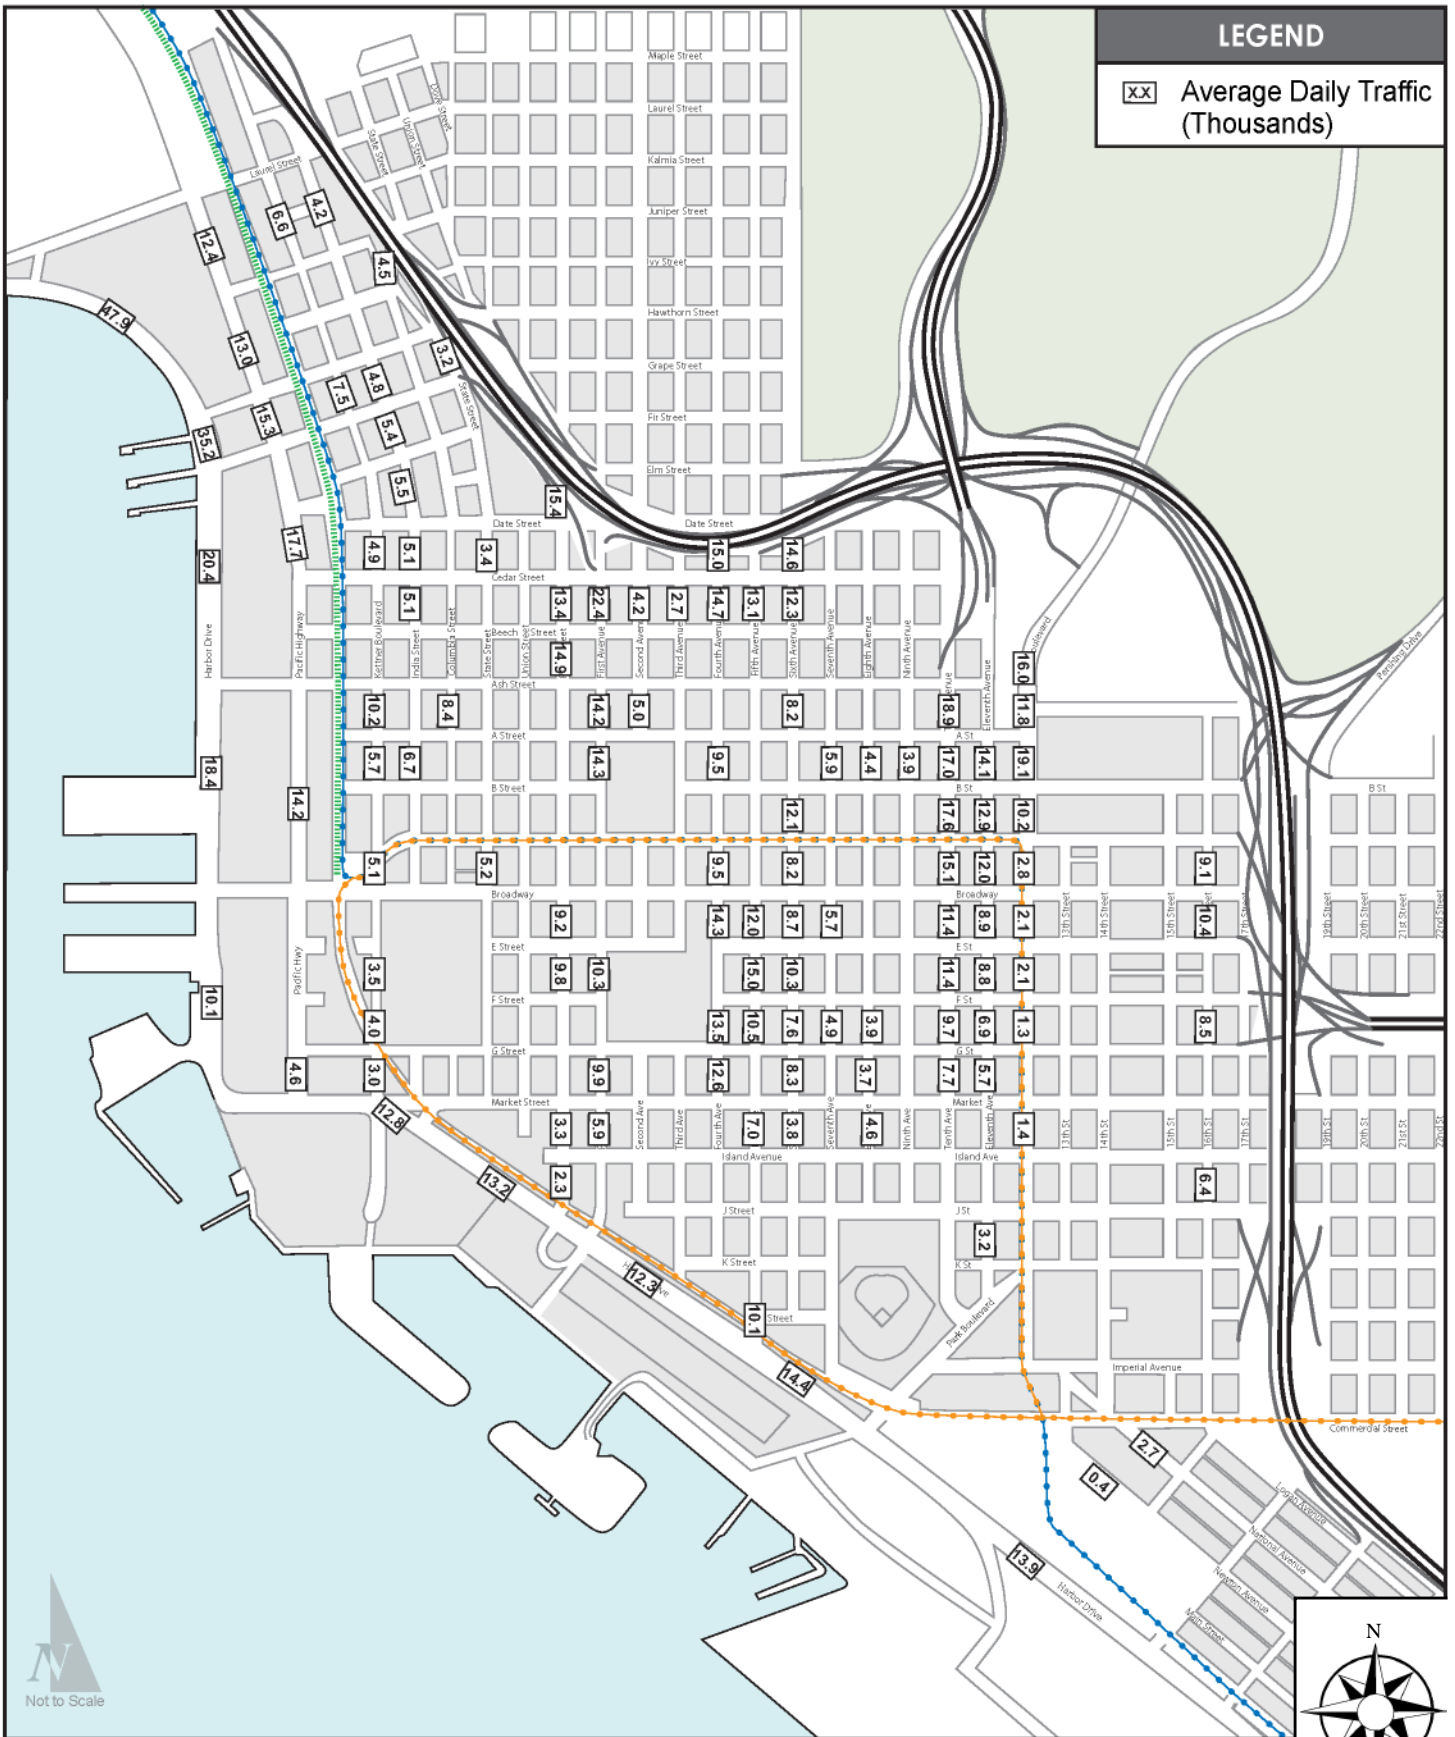 LEGEND
X.X Average Daily Traffic
(Thousands)
Maple Street
Laurel Street
Kalmia Street
Juniper Street
Ivy Street
Hawthorn Street
Grape Street
Fir Street
Elm Street
Date Street
Date Street
Cedar Street
Beech Street
Ash Street
A Street
A St
B Street
B St
B St
Broadway
Broadway
E Street
E St
F Street
F St
G Street
G St
Market Street
Market
Island Avenue
Island Ave
J Street
J St
K Street
K St
Street
Imperial Avenue
Commercial Street
Laurel Street
State Street
Union Street
Dove Street
State Street
Harbor Drive
Pacific Highway
Kettner Boulevard
India Street
Columbia Street
State Street
Union Street
First Avenue
Second Avenue
Third Avenue
Fourth Avenue
Fifth Avenue
Sixth Avenue
Seventh Avenue
Eighth Avenue
Ninth Avenue
Eleventh Avenue
Pershing Drive
Pacific Hwy
13th Street
14th Street
15th Street
17th Street
19th Street
20th Street
21st Street
22nd Street
Second Ave
Third Ave
Fourth Ave
Seventh Ave
Ninth Ave
Tenth Ave
Eleventh Ave
13th St
14th St
15th St
16th St
17th St
19th St
20th St
21st St
22nd St
Park Boulevard
Logan Avenue
National Avenue
Newton Avenue
Main Street
Harbor Drive
4.2
6.6
12.4
4.5
47.9
13.0
3.2
4.8
7.5
15.3
5.4
35.2
5.5
15.4
17.7
4.9
5.1
3.4
15.0
14.6
20.4
5.1
13.4
22.4
4.2
2.7
14.7
13.1
12.3
14.9
16.0
10.2
8.4
14.2
5.0
8.2
18.9
11.8
18.4
5.7
6.7
14.3
9.5
5.9
4.4
3.9
17.0
14.1
19.1
14.2
12.1
17.6
12.9
10.2
5.1
5.2
9.5
8.2
15.1
12.0
2.8
9.1
9.2
14.3
12.0
8.7
5.7
11.4
8.9
2.1
10.4
10.1
3.5
9.8
10.3
15.0
10.3
11.4
8.8
2.1
4.0
13.5
10.5
7.6
4.9
3.9
9.7
6.9
1.3
8.5
4.6
3.0
9.9
12.6
8.3
3.7
7.7
5.7
12.8
3.3
5.9
7.0
3.8
4.6
1.4
13.2
2.3
6.4
3.2
12.3
10.1
14.4
2.7
0.4
13.9
N
Not to Scale
N